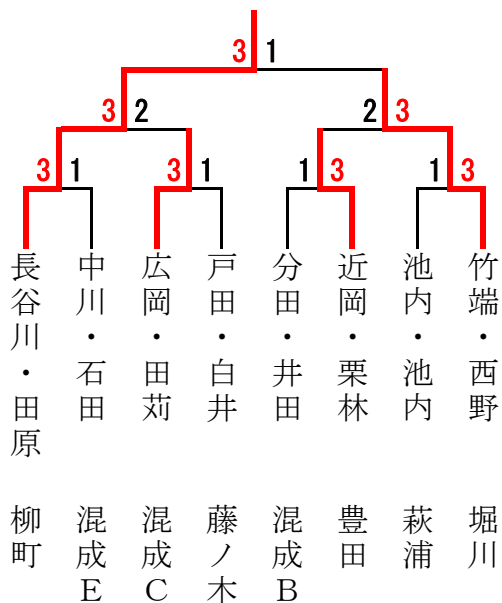 3 1
3 2 2 3
3 1 3 1 1 3 1 3
長谷川・田原 柳町
中川・石田 混成E
広岡・田苅 混成C
戸田・白井 藤ノ木
分田・井田 混成B
近岡・栗林 豊田
池内・池内 萩浦
竹端・西野 堀川